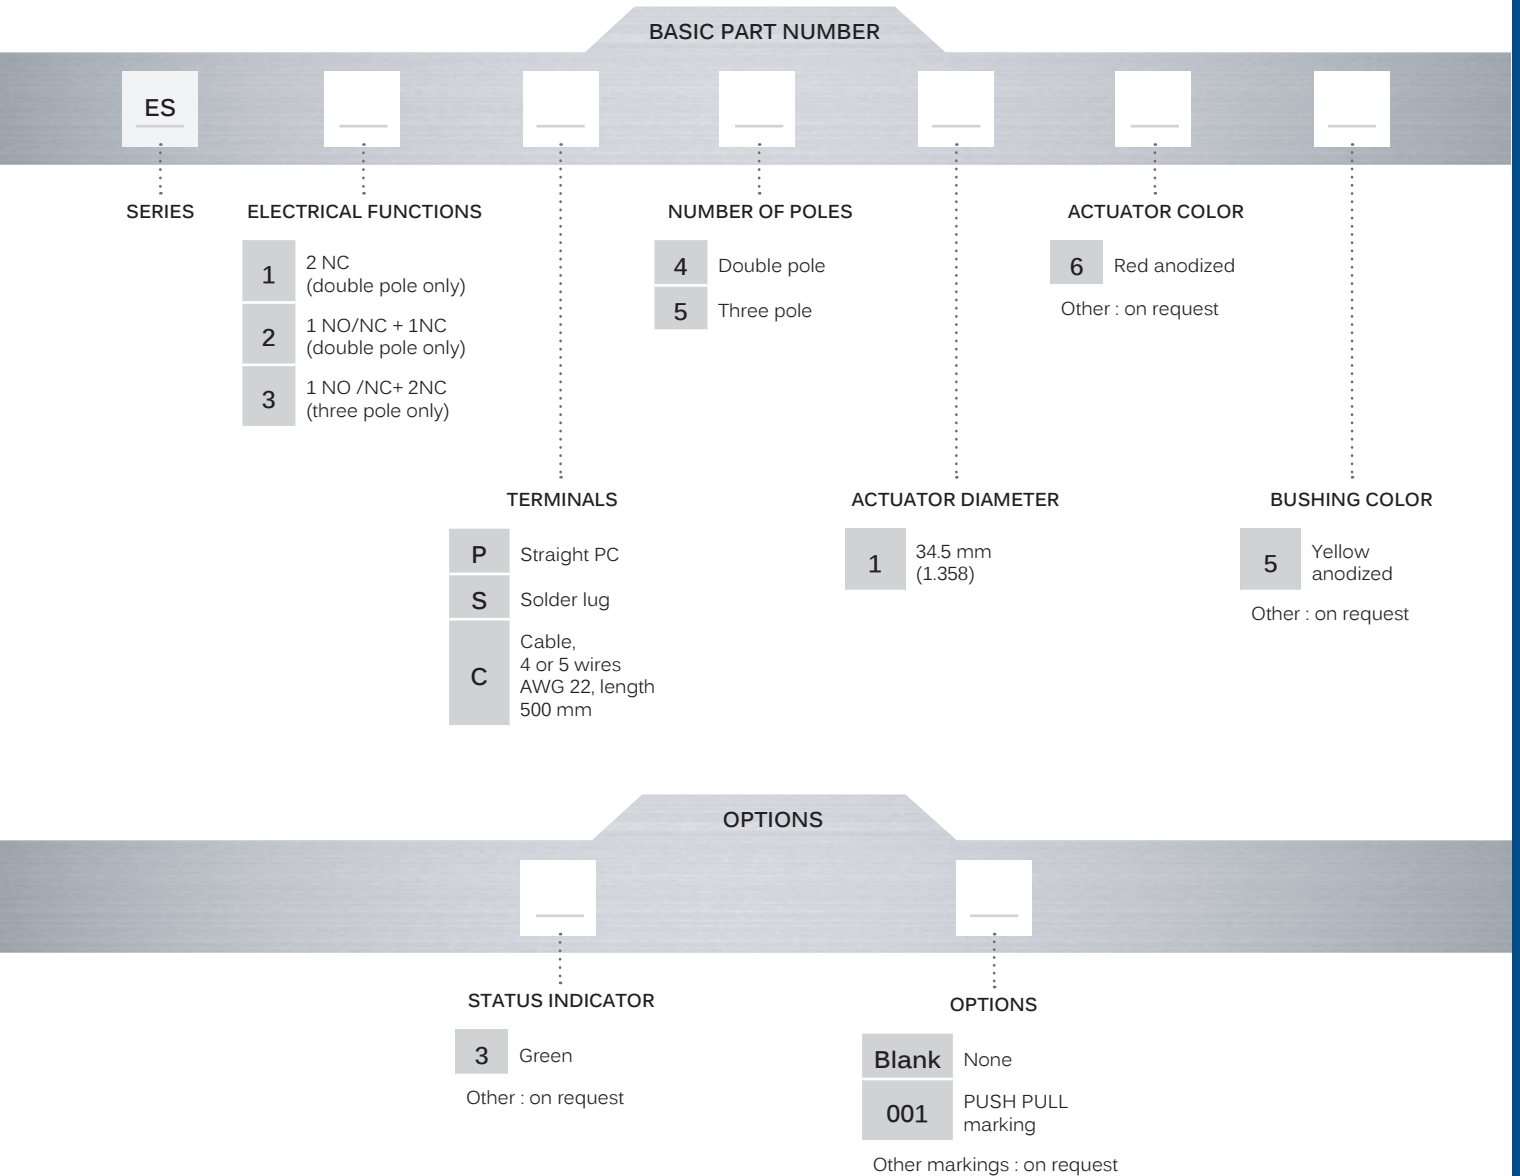 BASIC PART NUMBER
ES
SERIES
ELECTRICAL FUNCTIONS
1
2 NC
(double pole only)
2
1 NO/NC + 1NC
(double pole only)
3
1 NO /NC+ 2NC
(three pole only)
NUMBER OF POLES
4 Double pole
5 Three pole
ACTUATOR COLOR
6 Red anodized
Other : on request
TERMINALS
P Straight PC
S Solder lug
C
Cable,
4 or 5 wires
AWG 22, length
500 mm
ACTUATOR DIAMETER
1
34.5 mm
(1.358)
BUSHING COLOR
5
Yellow
anodized
Other : on request
OPTIONS
STATUS INDICATOR
3 Green
Other : on request
OPTIONS
Blank None
001
PUSH PULL
marking
Other markings : on request